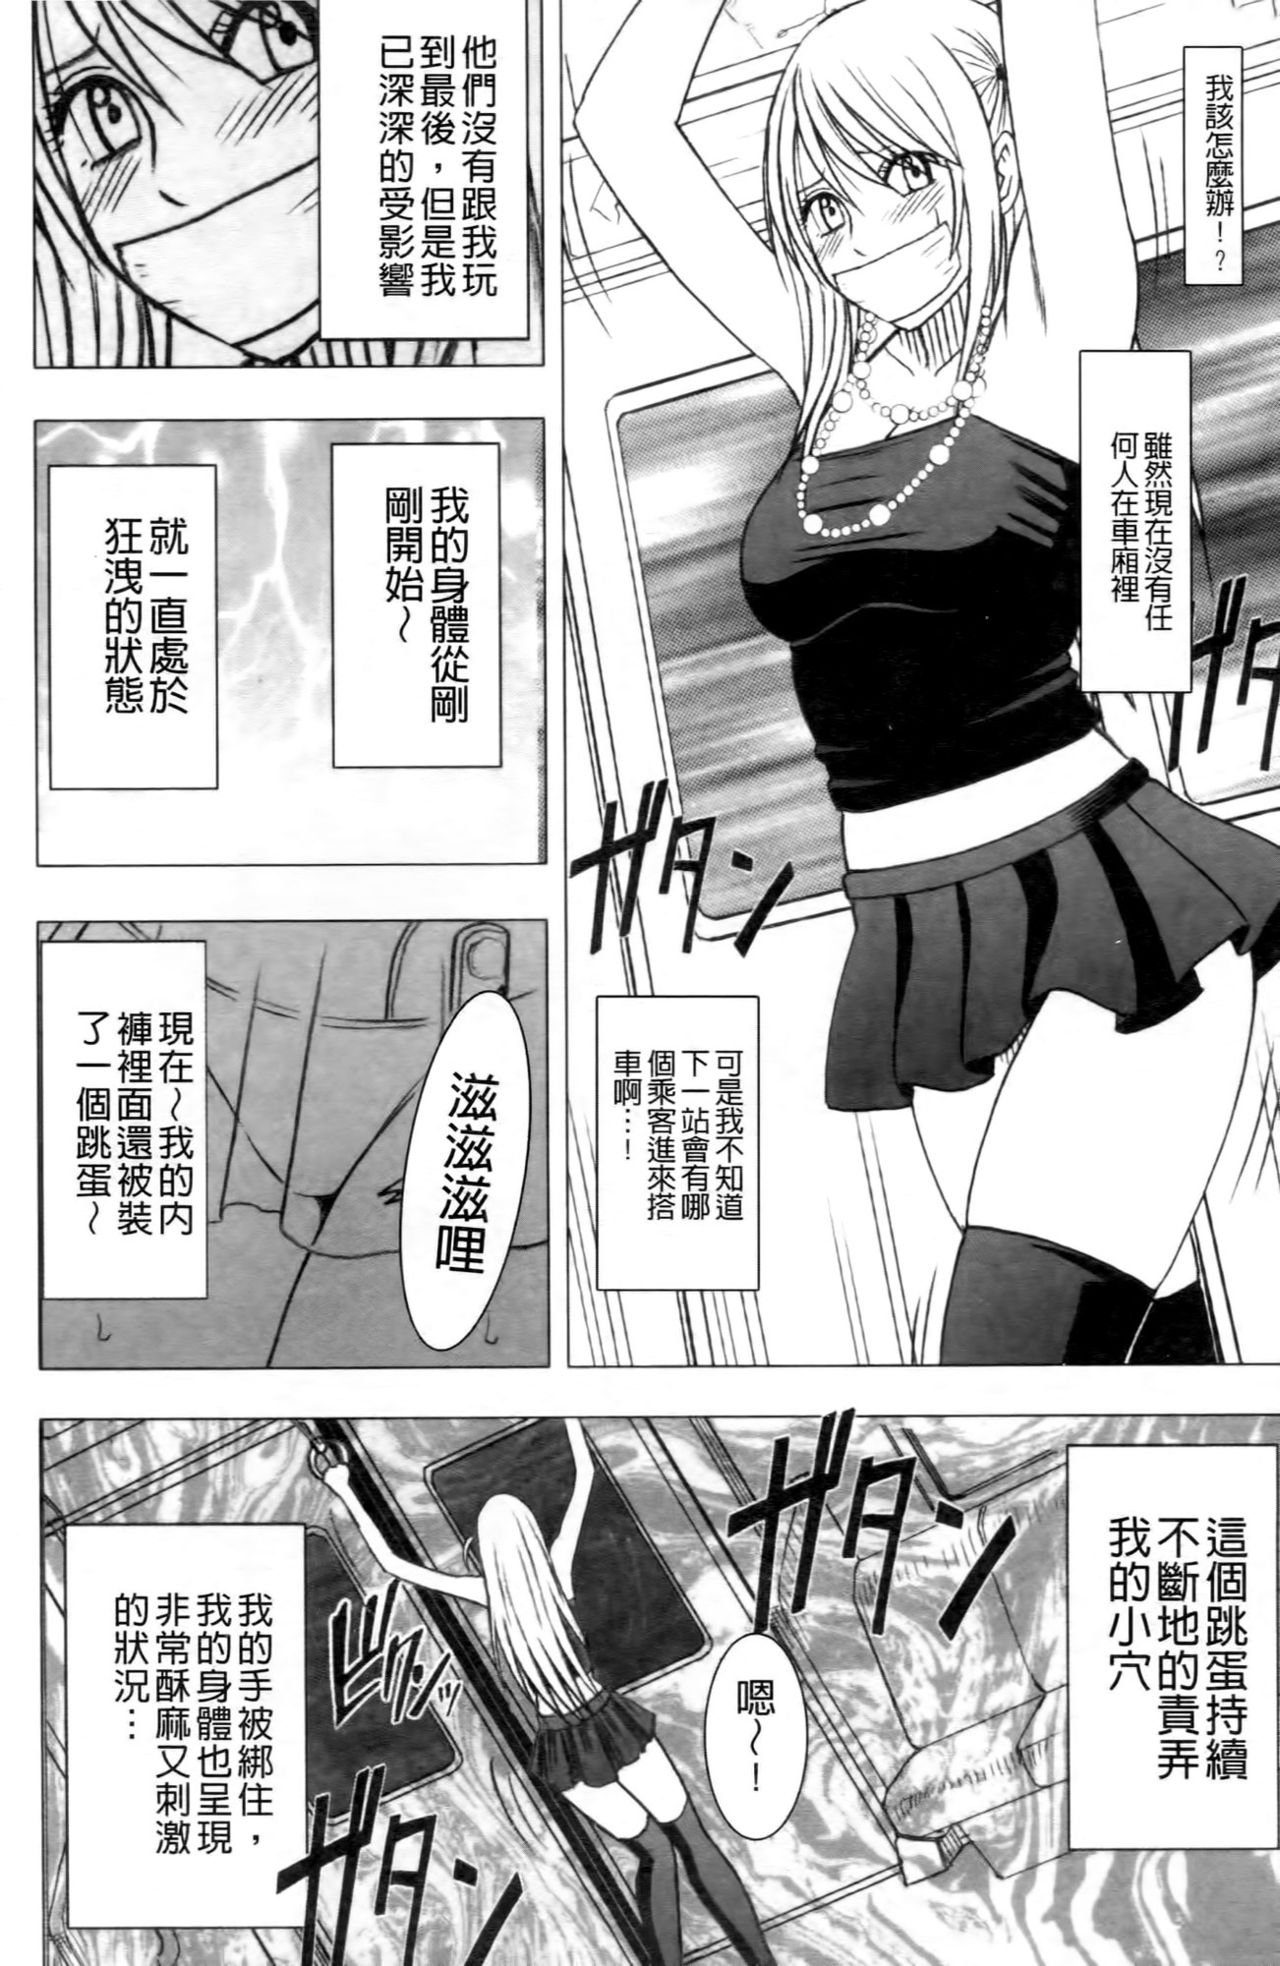 我該怎麼辦！？
雖然現在沒有任
何人在車廂裡
ガタン
可是我不知道
下一站會有哪
個乘客進來搭
車啊…！
他們沒有跟我玩
到最後，但是我
已深深的受影響
我的身體從剛
剛開始～
就一直處於
狂洩的狀態
滋滋滋哩
現在～我的內
褲裡面還被裝
了一個跳蛋～
這個跳蛋持續
不斷地的責弄
我的小穴
ガタン
嗯～！
ビクンビクンッ
我的手被綁住，
我的身體也呈現
非常酥麻又刺激
的狀況…
ガタン